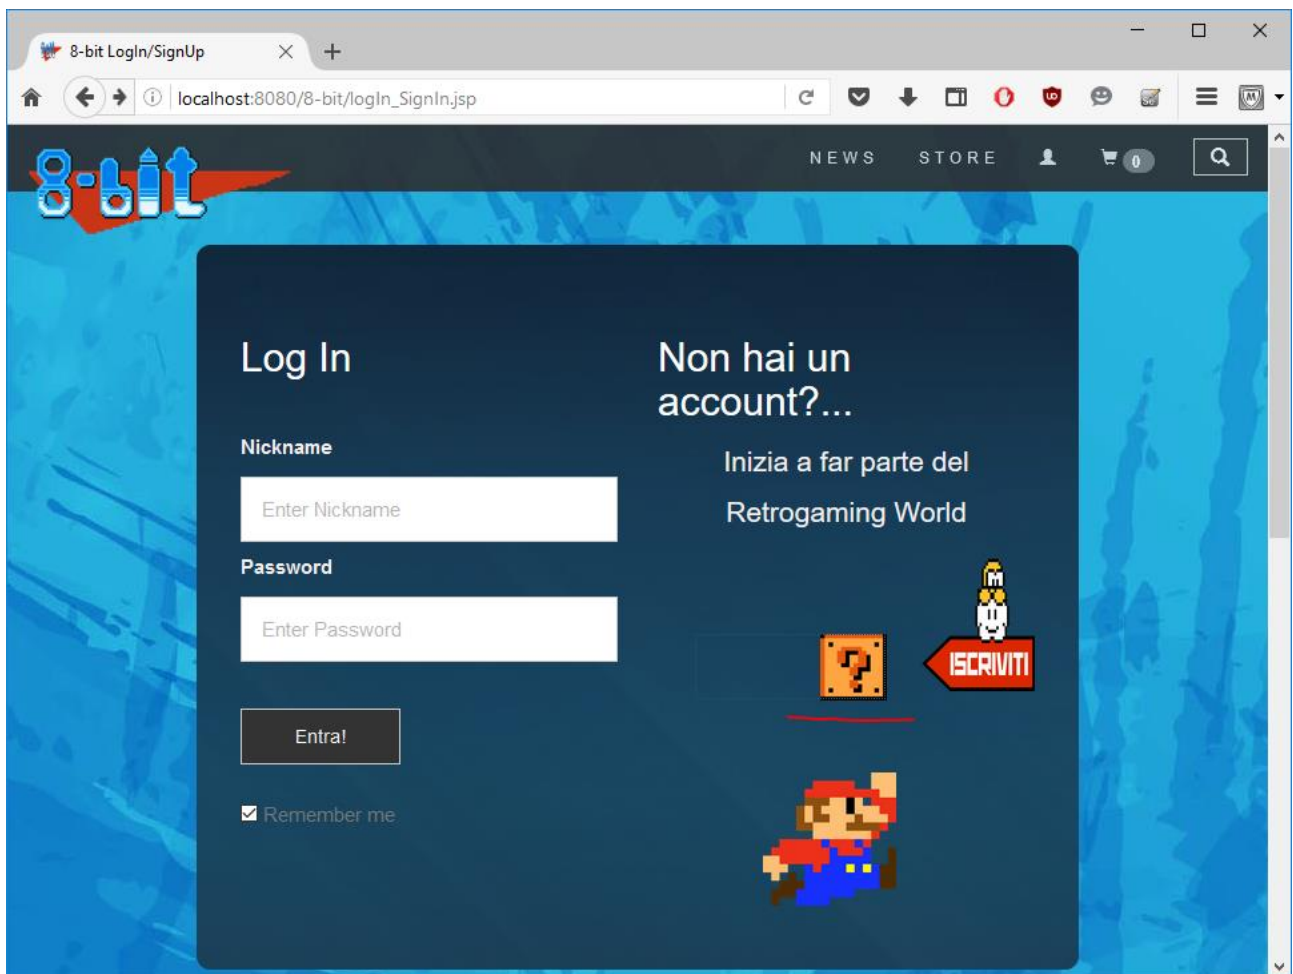 8-bit LogIn/SignUp
localhost:8080/8-bit/logIn_SignIn.jsp
8-bit
NEWS STORE 0
Log In
Nickname
Enter Nickname
Password
Enter Password
Entra!
Remember me
Non hai un
account?...
Inizia a far parte del
Retrogaming World
?
ISCRIVITI